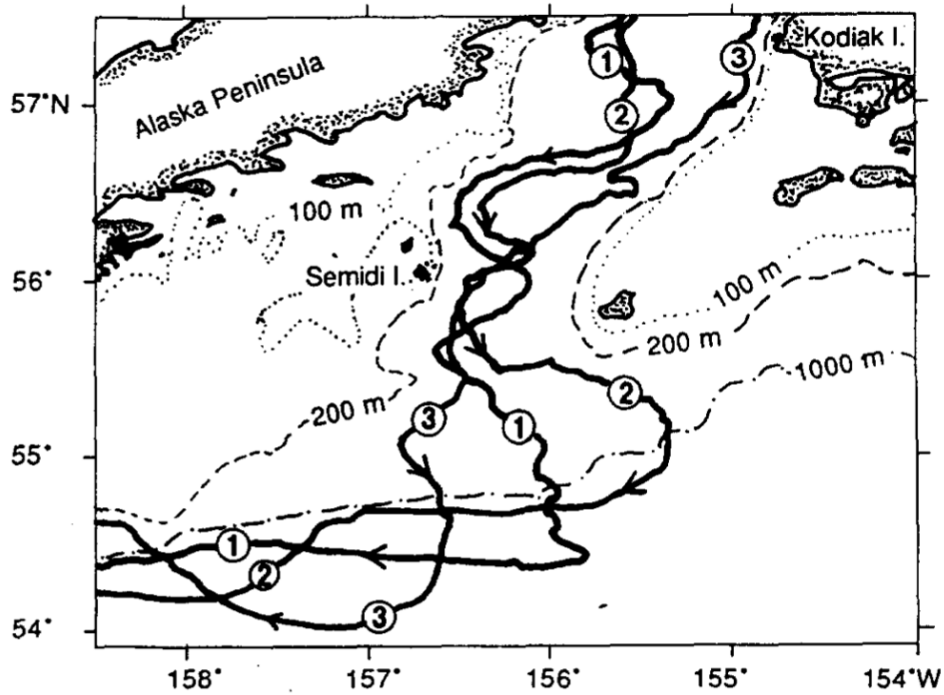 Kodiak I.
1
3
57°N
Alaska Peninsula
2
100 m
56°
Semidi I.
100 m
200 m
1000 m
2
200 m
3
1
55°
1
2
3
54°
158°
157°
156°
155°
154°W